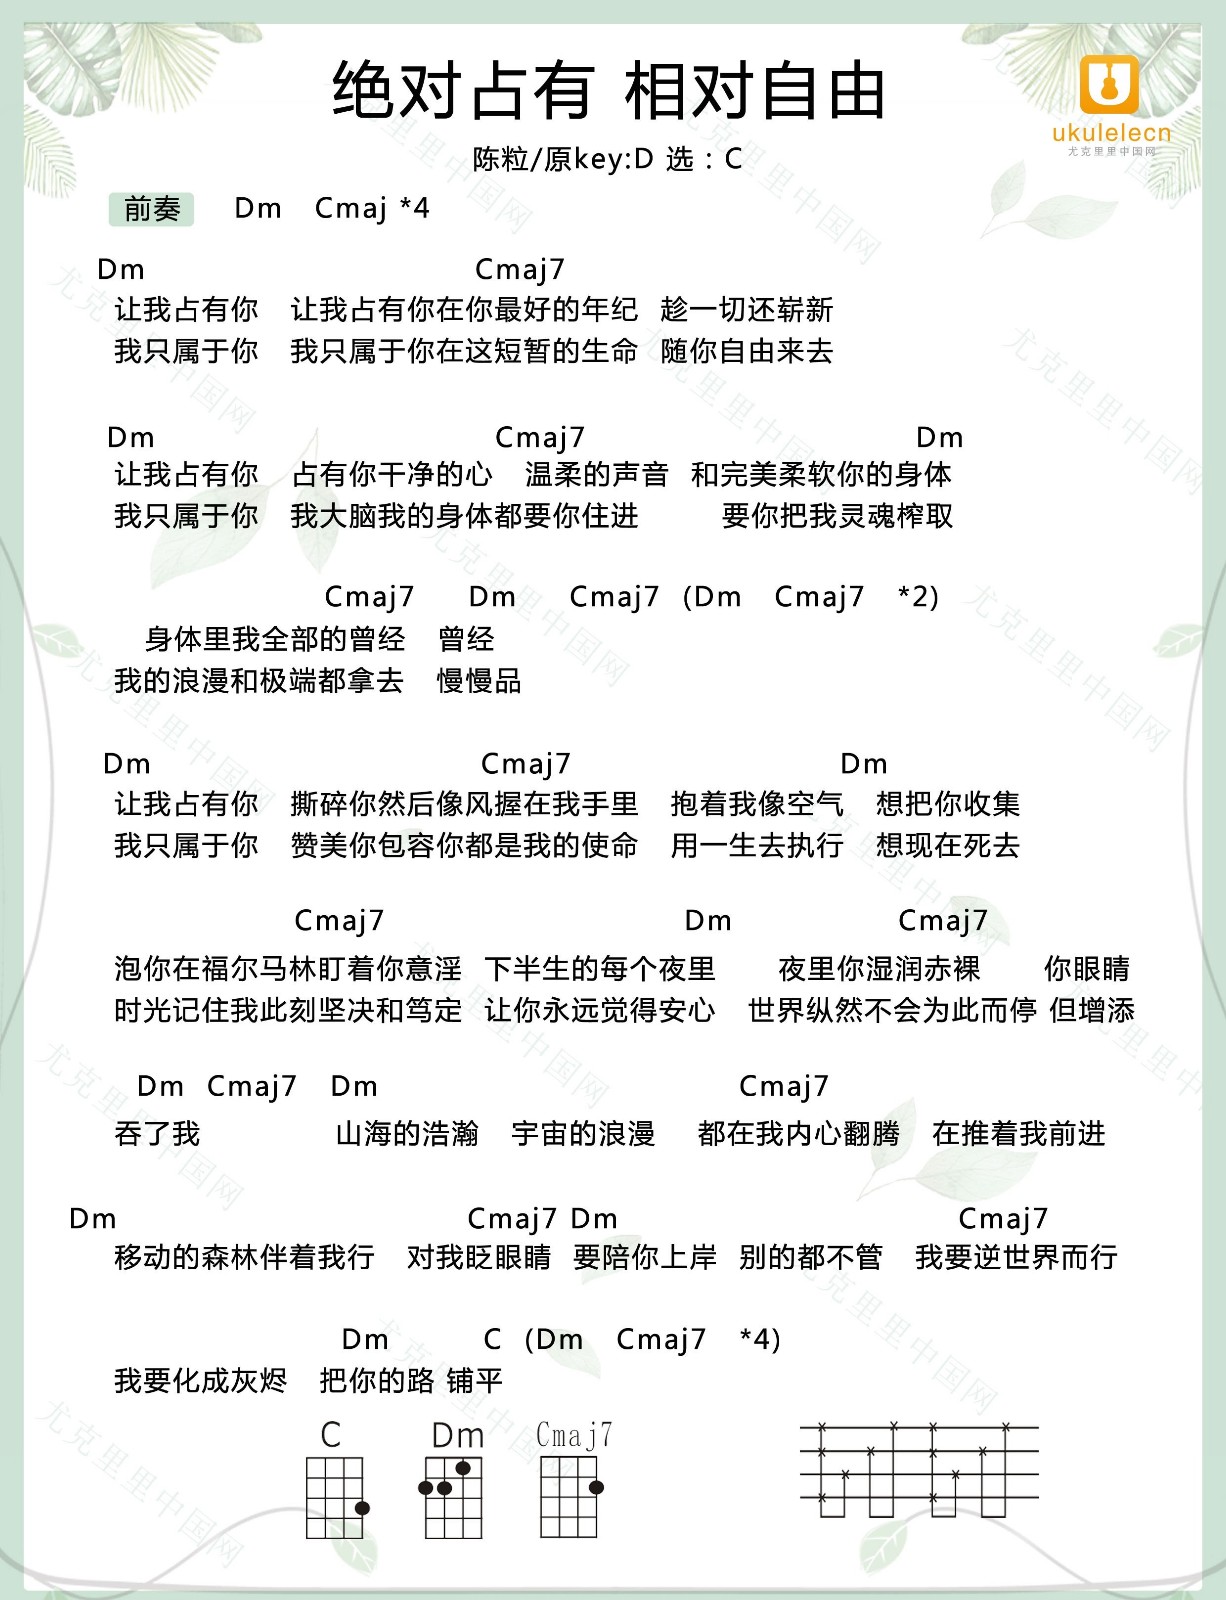 绝对占有 相对自由
ukulelecn
尤克里里中国网
陈粒/原key:D 选：C
前奏 Dm Cmaj *4
Dm Cmaj7
让我占有你 让我占有你在你最好的年纪 趁一切还崭新
我只属于你 我只属于你在这短暂的生命 随你自由来去
Dm Cmaj7 Dm
让我占有你 占有你干净的心 温柔的声音 和完美柔软你的身体
我只属于你 我大脑我的身体都要你住进 要你把我灵魂榨取
Cmaj7 Dm Cmaj7 (Dm Cmaj7 *2)
身体里我全部的曾经 曾经
我的浪漫和极端都拿去 慢慢品
Dm Cmaj7 Dm
让我占有你 撕碎你然后像风握在我手里 抱着我像空气 想把你收集
我只属于你 赞美你包容你都是我的使命 用一生去执行 想现在死去
Cmaj7 Dm Cmaj7
泡你在福尔马林盯着你意淫 下半生的每个夜里 夜里你湿润赤裸 你眼睛
时光记住我此刻坚决和笃定 让你永远觉得安心 世界纵然不会为此而停 但增添
Dm Cmaj7 Dm Cmaj7
吞了我 山海的浩瀚 宇宙的浪漫 都在我内心翻腾 在推着我前进
Dm Cmaj7 Dm Cmaj7
移动的森林伴着我行 对我眨眼睛 要陪你上岸 别的都不管 我要逆世界而行
Dm C (Dm Cmaj7 *4)
我要化成灰烬 把你的路 铺平
C Dm Cmaj7